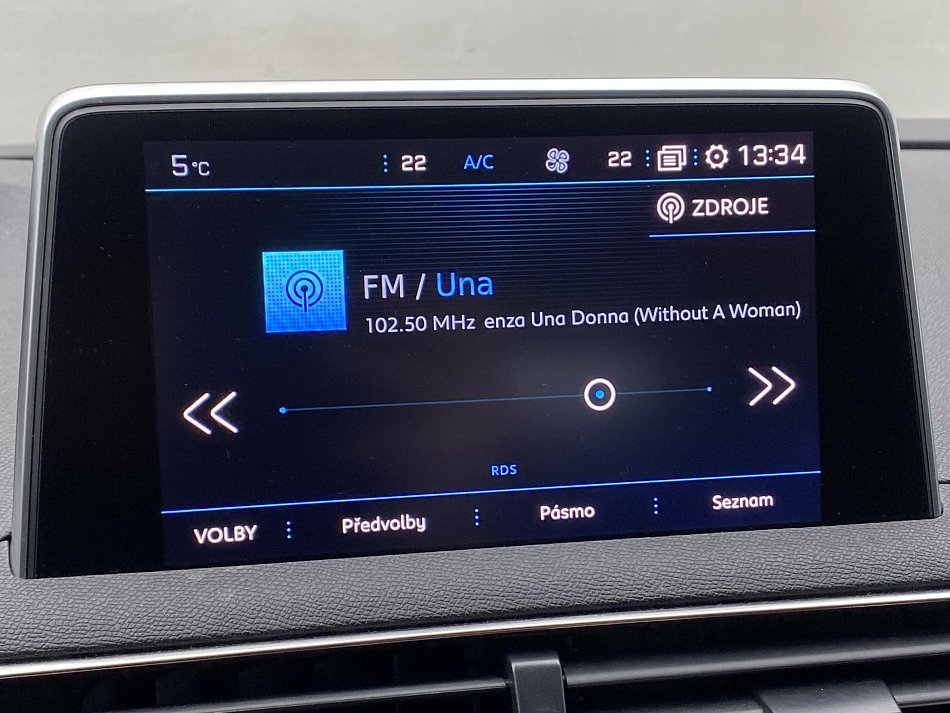 5°C 22 A/C 22 13:34
ZDROJE
FM / Una
102.50 MHz enza Una Donna (Without A Woman)
RDS
VOLBY Předvolby Pásmo Seznam